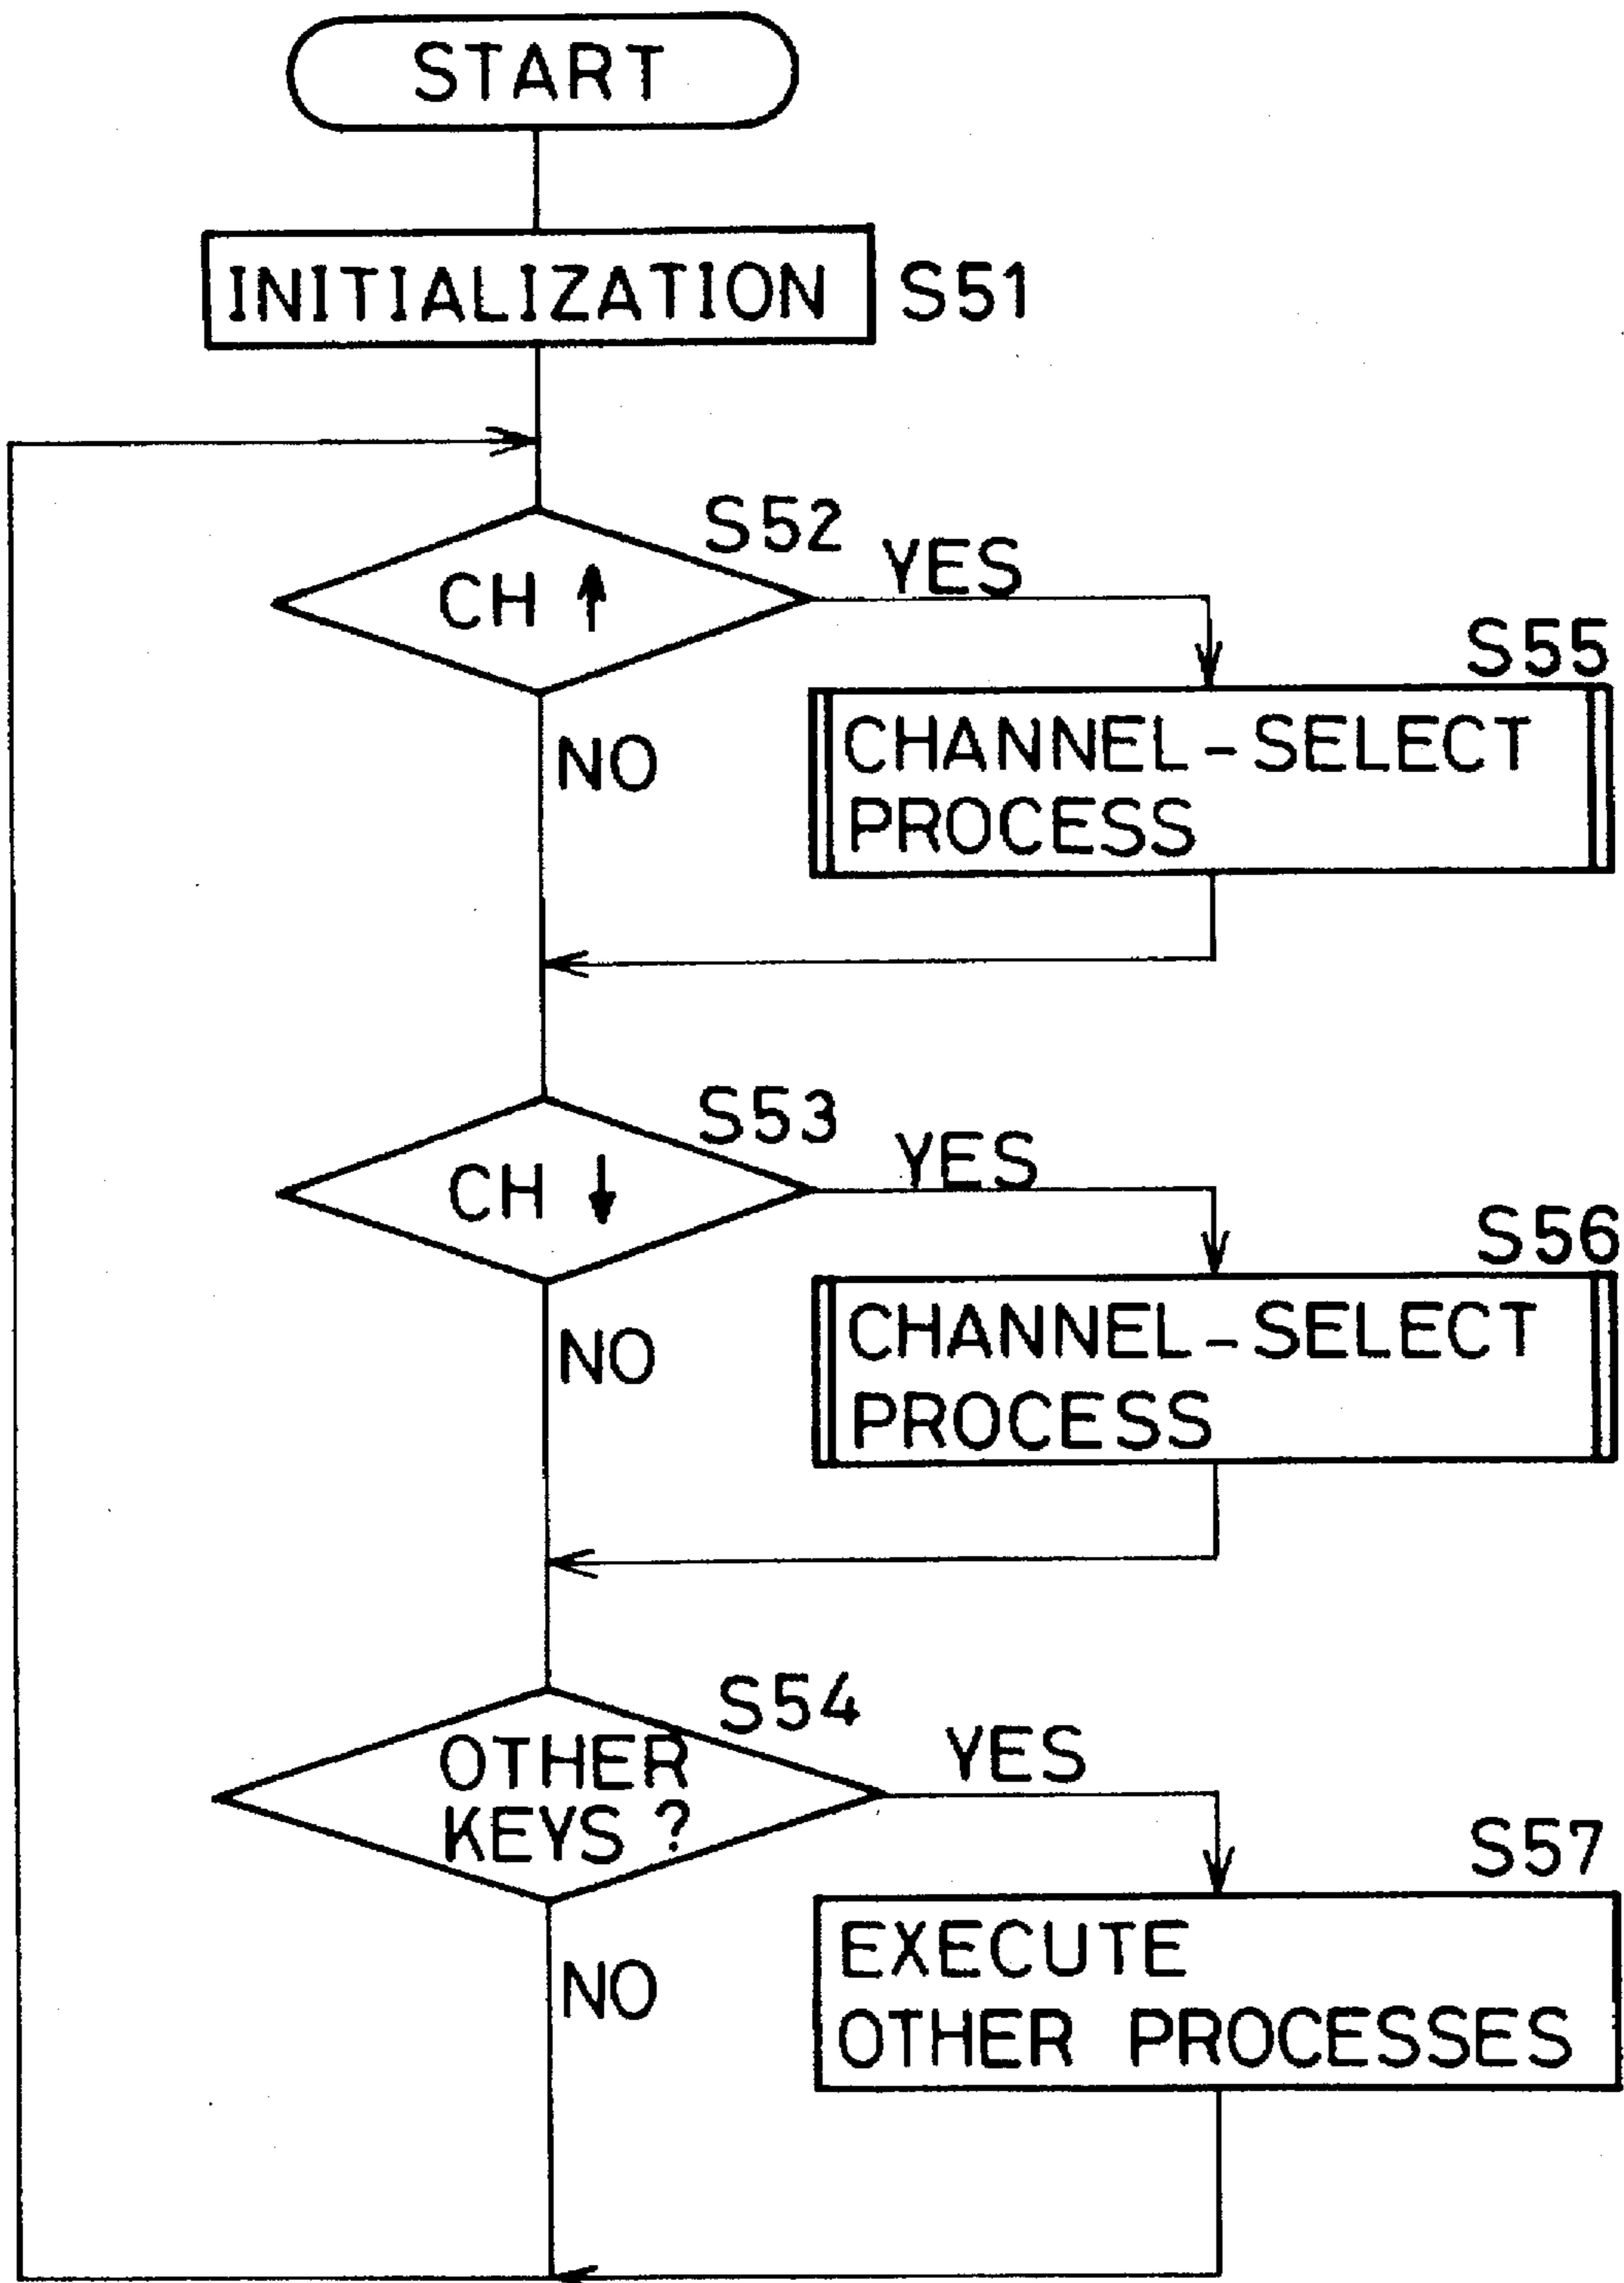 START
INITIALIZATION S51
S52
CH ↑
YES
S55
CHANNEL-SELECT
PROCESS
NO
S53
CH ↓
YES
S56
CHANNEL-SELECT
PROCESS
NO
S54
OTHER
KEYS ?
YES
S57
EXECUTE
OTHER PROCESSES
NO